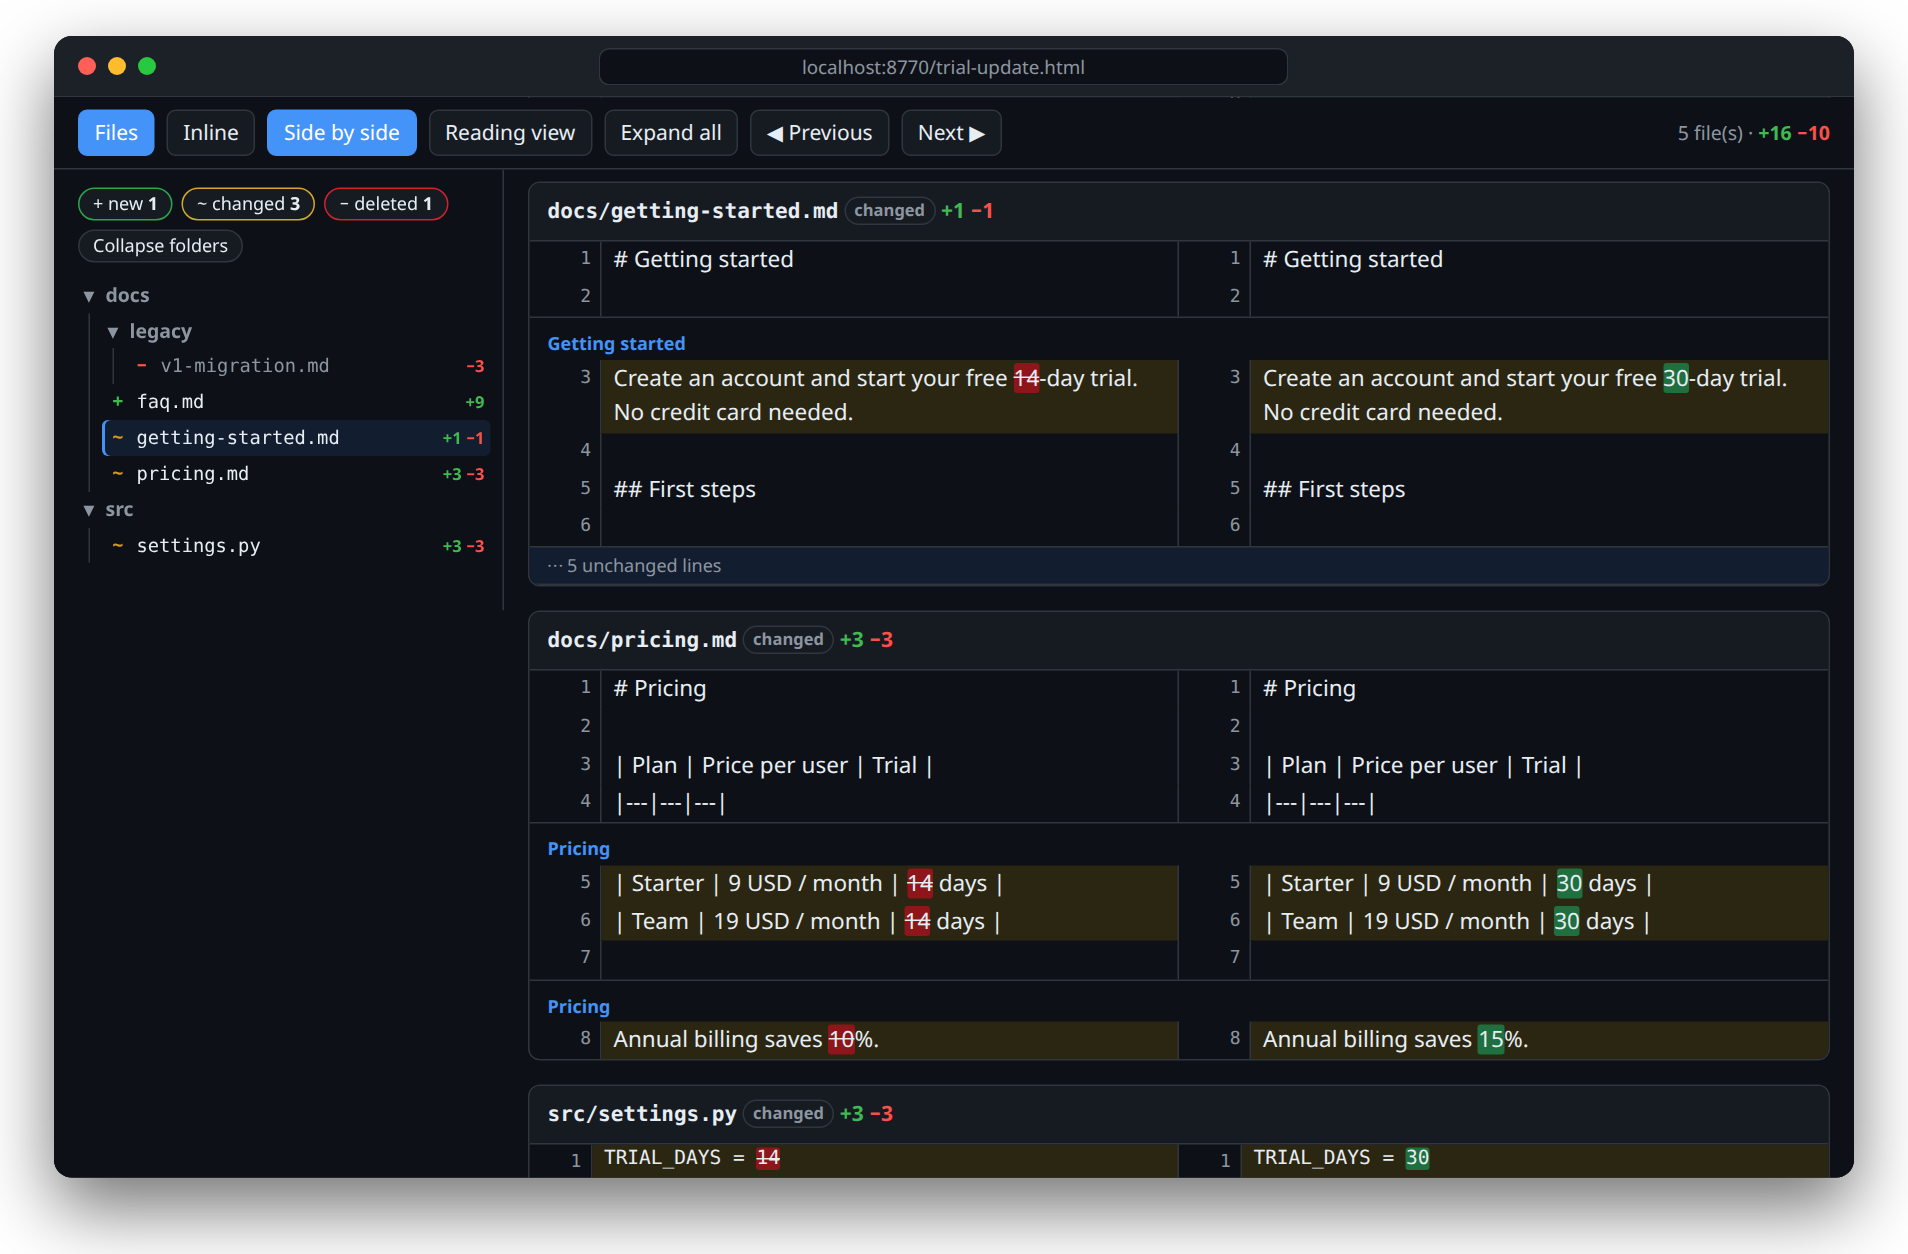 localhost:8770/trial-update.html
Files Inline Side by side Reading view Expand all ◀ Previous Next ▶ 5 file(s) · +16 −10
+ new 1 ~ changed 3 − deleted 1
Collapse folders
▼ docs
▼ legacy
− v1-migration.md −3
+ faq.md +9
~ getting-started.md +1 −1
~ pricing.md +3 −3
▼ src
~ settings.py +3 −3
docs/getting-started.md changed +1 −1
1 # Getting started 1 # Getting started
2 2
Getting started
3 Create an account and start your free 14-day trial. 3 Create an account and start your free 30-day trial.
No credit card needed. No credit card needed.
4 4
5 ## First steps 5 ## First steps
6 6
··· 5 unchanged lines
docs/pricing.md changed +3 −3
1 # Pricing 1 # Pricing
2 2
3 | Plan | Price per user | Trial | 3 | Plan | Price per user | Trial |
4 |---|---|---| 4 |---|---|---|
Pricing
5 | Starter | 9 USD / month | 14 days | 5 | Starter | 9 USD / month | 30 days |
6 | Team | 19 USD / month | 14 days | 6 | Team | 19 USD / month | 30 days |
7 7
Pricing
8 Annual billing saves 10%. 8 Annual billing saves 15%.
src/settings.py changed +3 −3
1 TRIAL_DAYS = 14 1 TRIAL_DAYS = 30